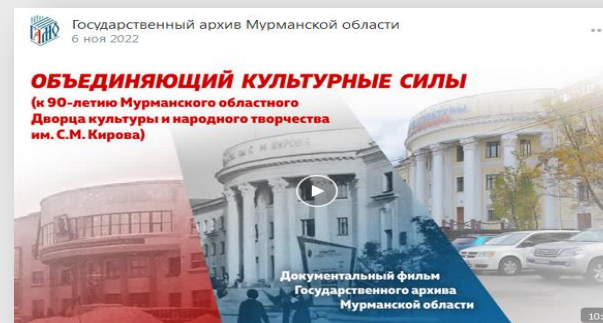 Государственный архив Мурманской области
6 ноя 2022
ОБЪЕДИНЯЮЩИЙ КУЛЬТУРНЫЕ СИЛЫ
(к 90-летию Мурманского областного
Дворца культуры и народного творчества
им. С.М. Кирова)
Документальный фильм
Государственного архива
Мурманской области